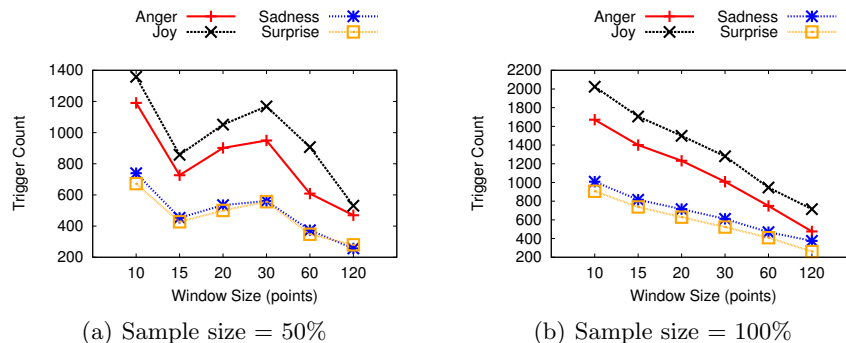 Anger
Joy
Sadness
Surprise
1400
1200
1000
800
600
400
200
Trigger Count
10 15 20 30 60 120
Window Size (points)
(a) Sample size = 50%
Anger
Joy
Sadness
Surprise
2200
2000
1800
1600
1400
1200
1000
800
600
400
200
Trigger Count
10 15 20 30 60 120
Window Size (points)
(b) Sample size = 100%